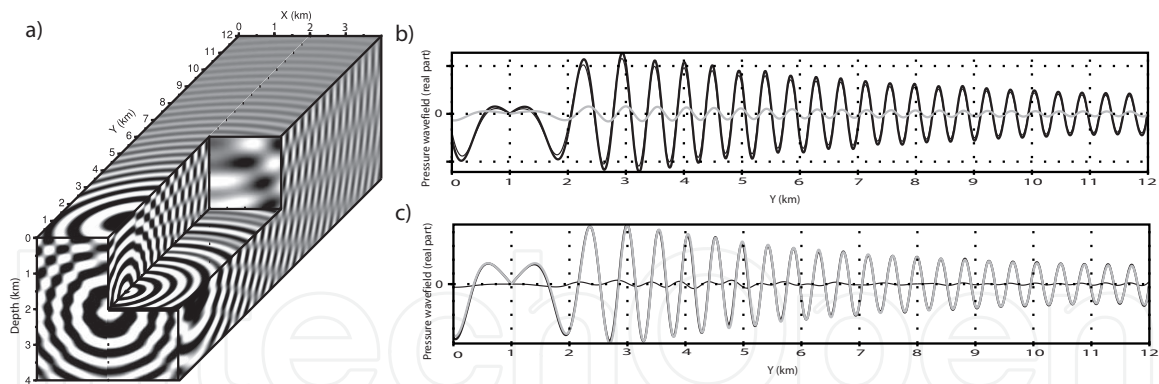 a)
X (km)
0 1 2 3
12
11
10
9
8
7
6
5
4
3
2
1
Y (km)
0
1
2
3
4
Depth (km)
b)
Pressure wavefield (real part)
0
0 1 2 3 4 5 6 7 8 9 10 11 12
Y (km)
c)
Pressure wavefield (real part)
0
0 1 2 3 4 5 6 7 8 9 10 11 12
Y (km)